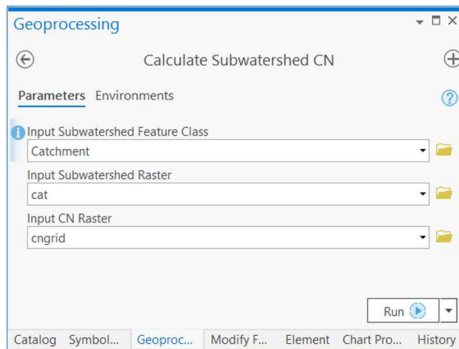 Geoprocessing
Calculate Subwatershed CN
Parameters Environments
Input Subwatershed Feature Class
Catchment
Input Subwatershed Raster
cat
Input CN Raster
cngrid
Run
Catalog Symbol... Geoproc... Modify F... Element Chart Pro... History